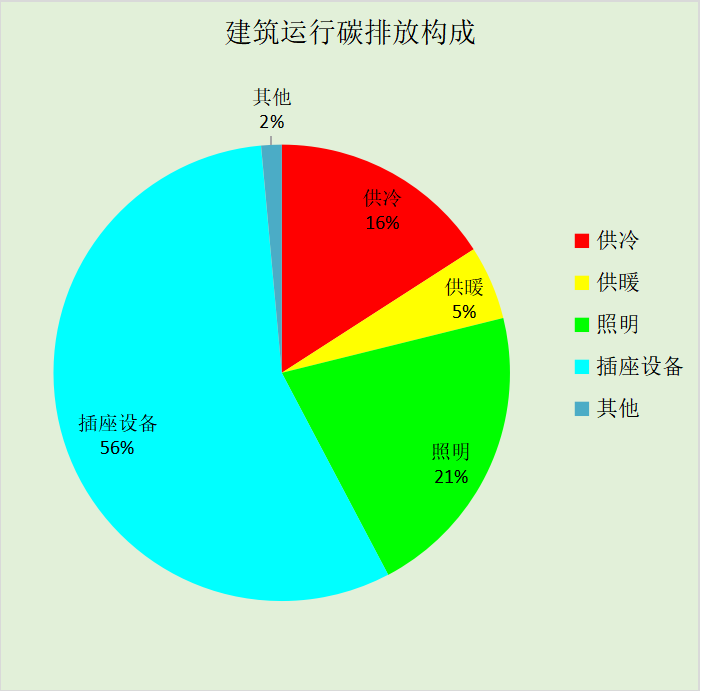 建筑运行碳排放构成
其他
2%
供冷
16%
供暖
5%
照明
21%
插座设备
56%
供冷
供暖
照明
插座设备
其他